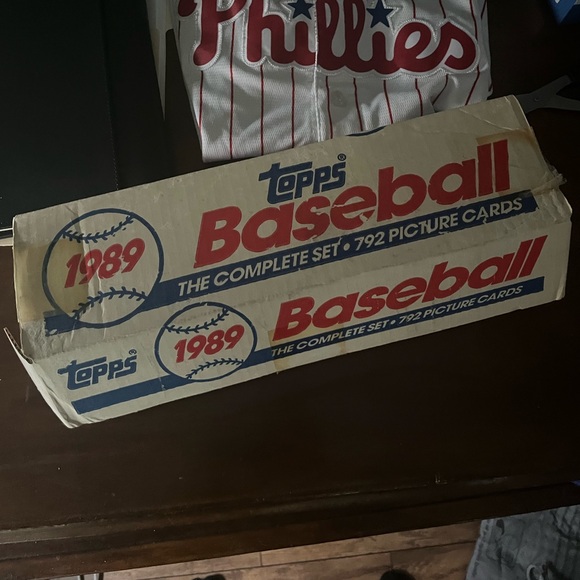 Phillies
topps®
Baseball
1989
THE COMPLETE SET • 792 PICTURE CARDS
topps®
1989
Baseball
THE COMPLETE SET • 792 PICTURE CARDS